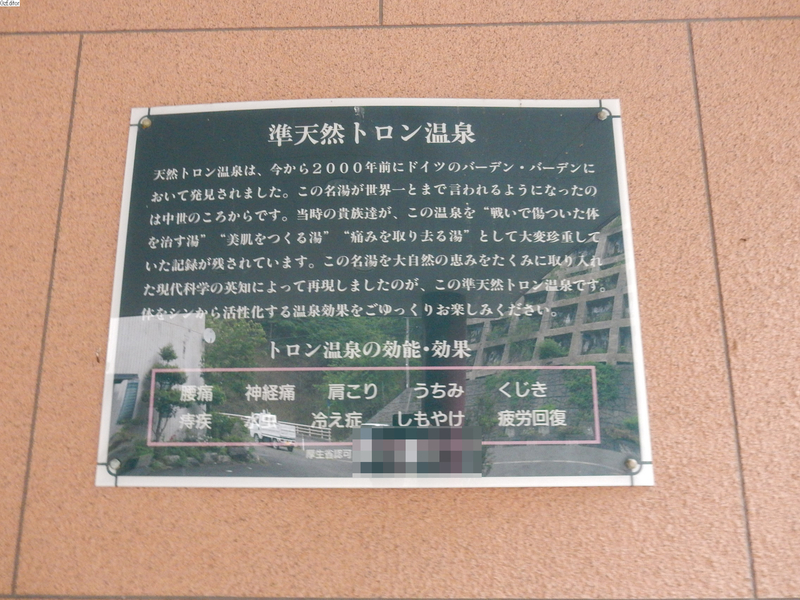 OzEditor
準天然トロン温泉
天然トロン温泉は、今から2000年前にドイツのバーデン・バーデンに
おいて発見されました。この名湯が世界一とまで言われるようになったの
は中世のころからです。当時の貴族達が、この温泉を“戦いで傷ついた体
を治す湯”“美肌をつくる湯”“痛みを取り去る湯”として大変珍重して
いた記録が残されています。この名湯を大自然の恵みをたくみに取り入れ
た現代科学の英知によって再現しましたのが、この準天然トロン温泉です。
体をシンから活性化する温泉効果をごゆっくりお楽しみください。
トロン温泉の効能・効果
腰痛 神経痛 肩こり うちみ くじき
痔疾 水虫 冷え症 しもやけ 疲労回復
厚生省認可